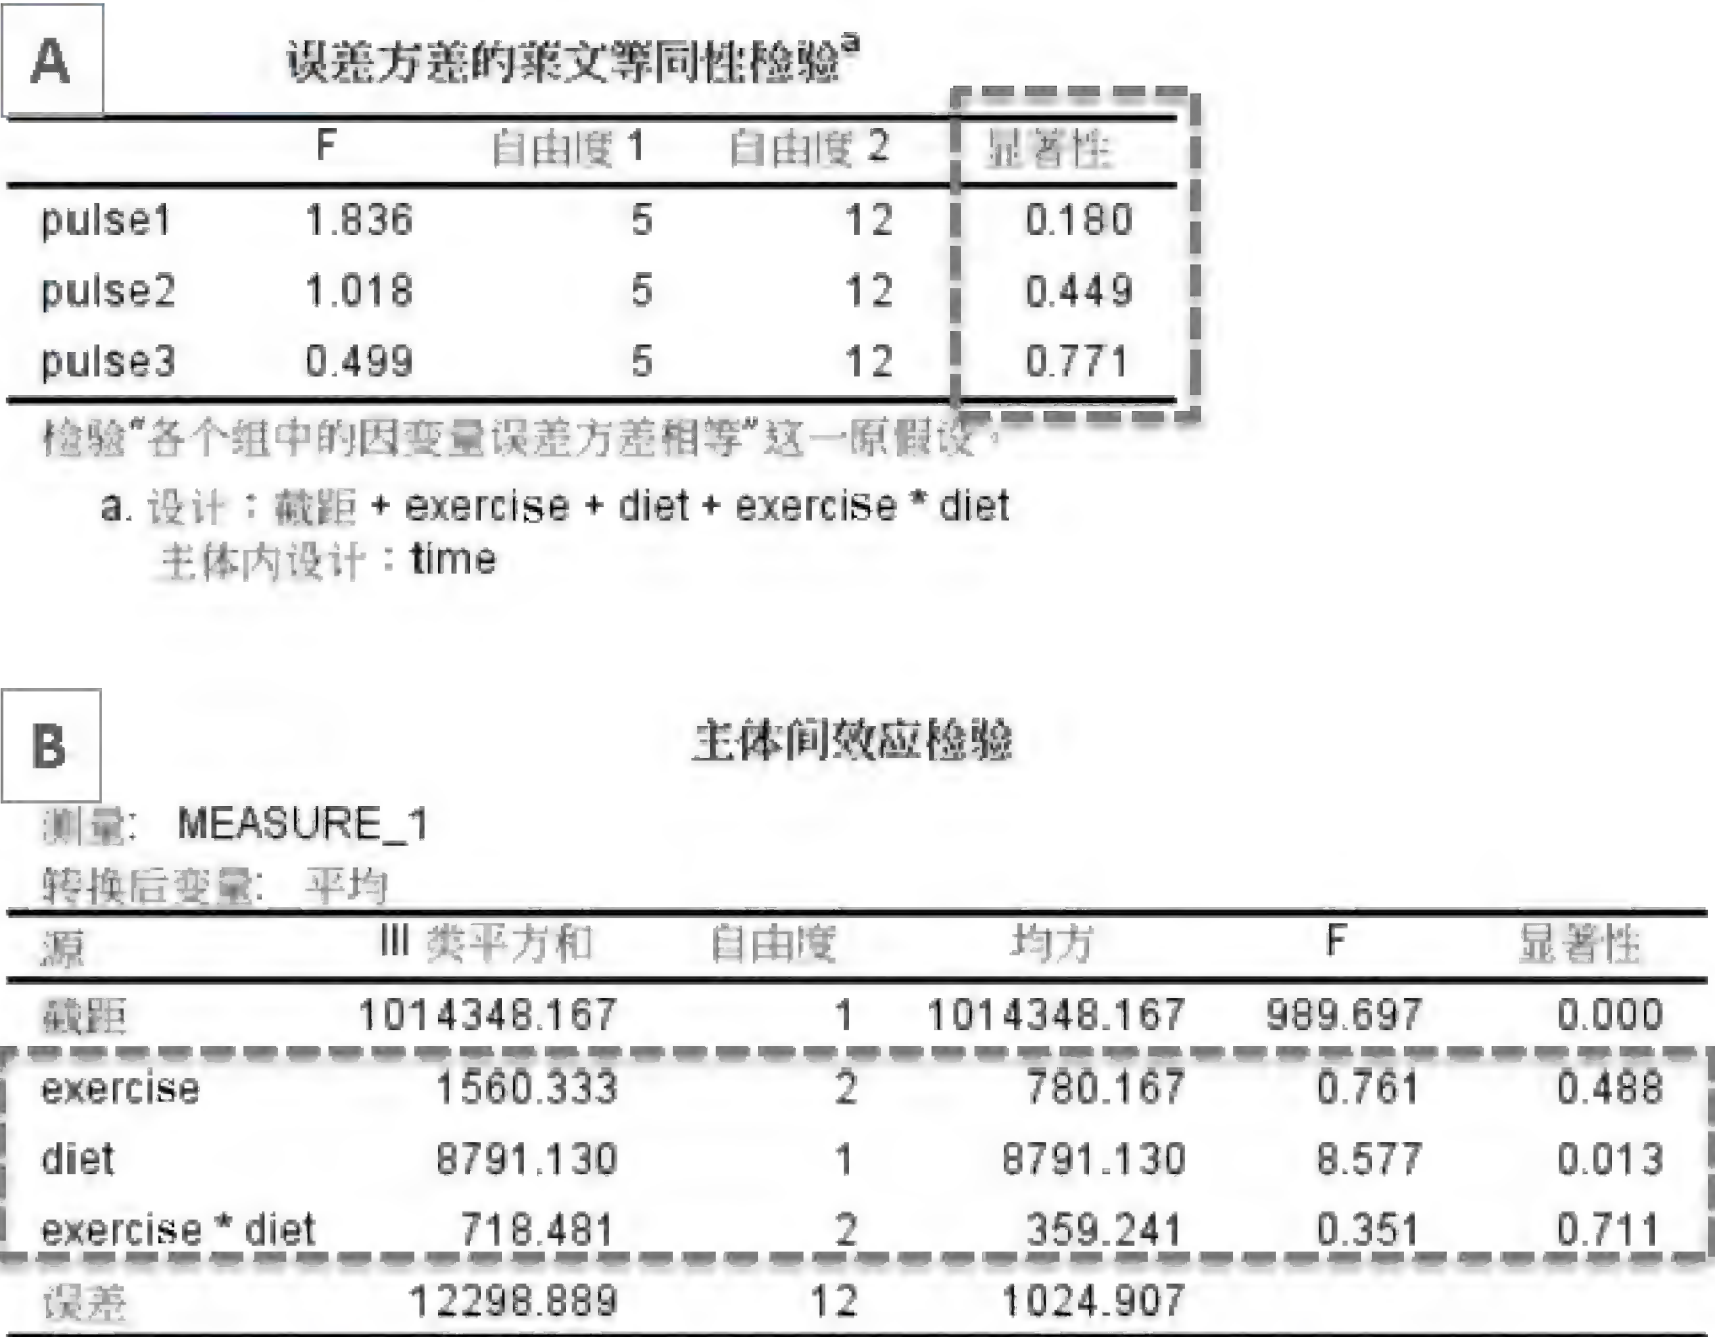 A
误差方差的莱文等同性检验a
F 自由度 1 自由度 2 显著性
pulse1 1.836 5 12 0.180
pulse2 1.018 5 12 0.449
pulse3 0.499 5 12 0.771
检验“各个组中的因变量误差方差相等”这一原假设。
a. 设计：截距 + exercise + diet + exercise * diet
主体内设计：time
B
主体间效应检验
测量: MEASURE_1
转换后变量: 平均
源 III 类平方和 自由度 均方 F 显著性
截距 1014348.167 1 1014348.167 989.697 0.000
exercise 1560.333 2 780.167 0.761 0.488
diet 8791.130 1 8791.130 8.577 0.013
exercise * diet 718.481 2 359.241 0.351 0.711
误差 12298.889 12 1024.907